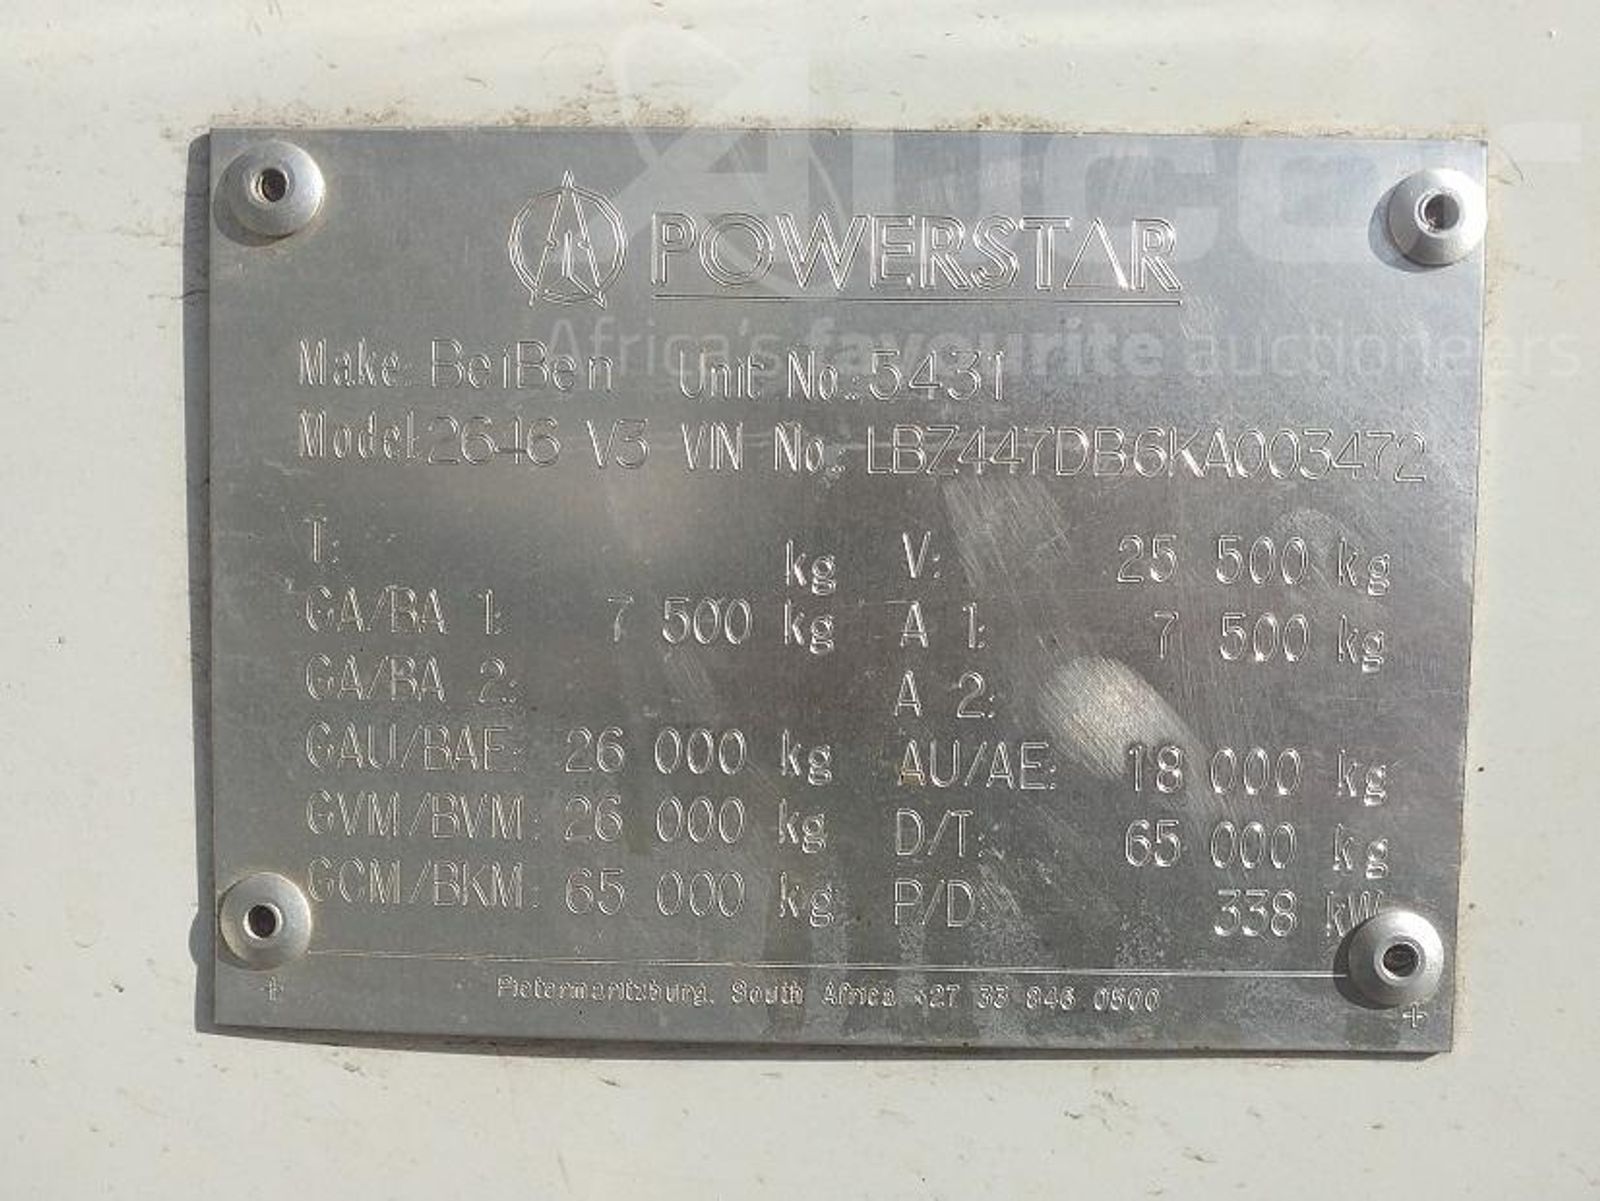 POWERSTAR
Make: BeiBen Unit No.: 5431
Model: 2646 V3 VIN No.: LBZ447DB6KA003472
T: kg V: 25 500 kg
GA/BA 1: 7 500 kg A 1: 7 500 kg
GA/BA 2: A 2:
GAU/BAE: 26 000 kg AU/AE: 18 000 kg
GVM/BVM: 26 000 kg D/T: 65 000 kg
GCM/BKM: 65 000 kg P/D: 338 kW
Pietermaritzburg, South Africa +27 33 846 0500
Aucor
Africa's favourite auctioneers